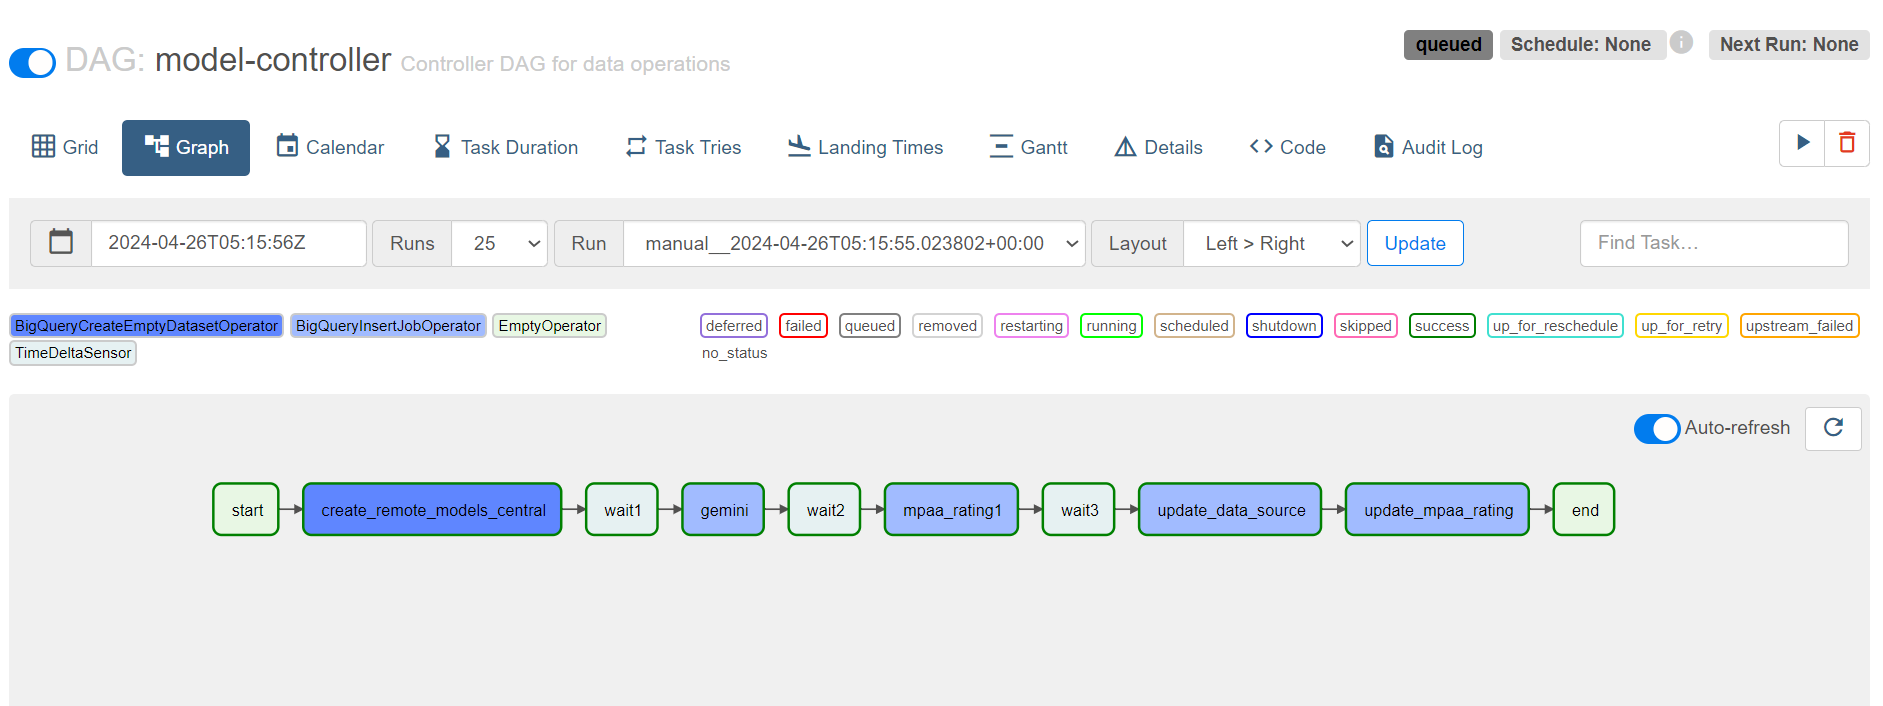 DAG: model-controller Controller DAG for data operations
queued Schedule: None Next Run: None
Grid Graph Calendar Task Duration Task Tries Landing Times Gantt Details Code Audit Log
2024-04-26T05:15:56Z Runs 25 Run manual__2024-04-26T05:15:55.023802+00:00 Layout Left > Right Update Find Task…
BigQueryCreateEmptyDatasetOperator BigQueryInsertJobOperator EmptyOperator
TimeDeltaSensor
deferred failed queued removed restarting running scheduled shutdown skipped success up_for_reschedule up_for_retry upstream_failed
no_status
Auto-refresh
start create_remote_models_central wait1 gemini wait2 mpaa_rating1 wait3 update_data_source update_mpaa_rating end